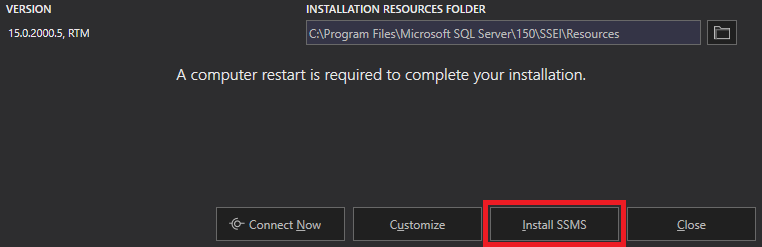 VERSION
INSTALLATION RESOURCES FOLDER
15.0.2000.5, RTM
C:\Program Files\Microsoft SQL Server\150\SSEI\Resources
A computer restart is required to complete your installation.
Connect Now
Customize
Install SSMS
Close